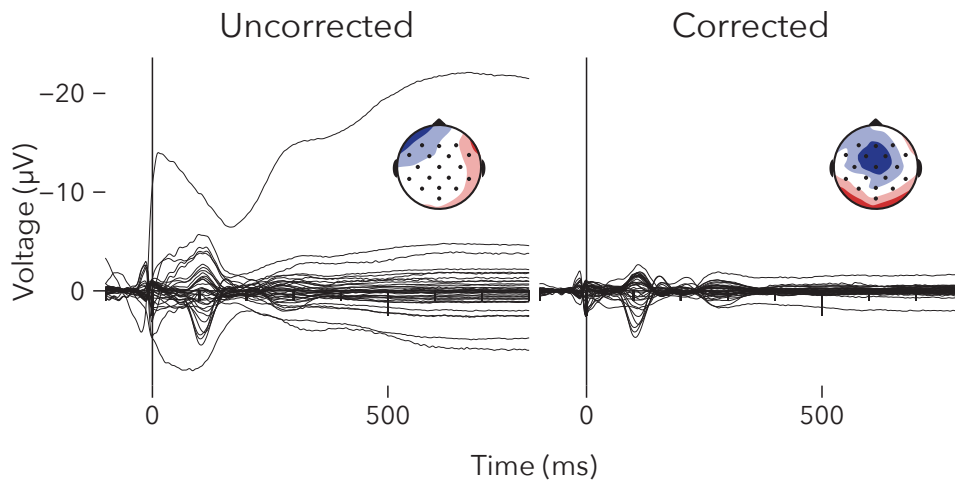 Uncorrected
Corrected
Voltage (µV)
−20
−10
0
0
500
0
500
Time (ms)